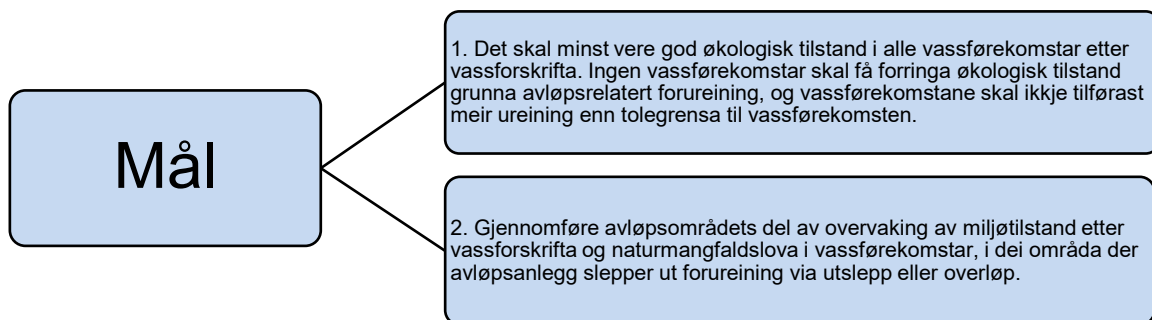 Mål
1. Det skal minst vere god økologisk tilstand i alle vassførekomstar etter
vassforskrifta. Ingen vassførekomstar skal få forringa økologisk tilstand
grunna avløpsrelatert forureining, og vassførekomstane skal ikkje tilførast
meir ureining enn tolegrensa til vassførekomsten.
2. Gjennomføre avløpsområdets del av overvaking av miljøtilstand etter
vassforskrifta og naturmangfaldslova i vassførekomstar, i dei områda der
avløpsanlegg slepper ut forureining via utslepp eller overløp.